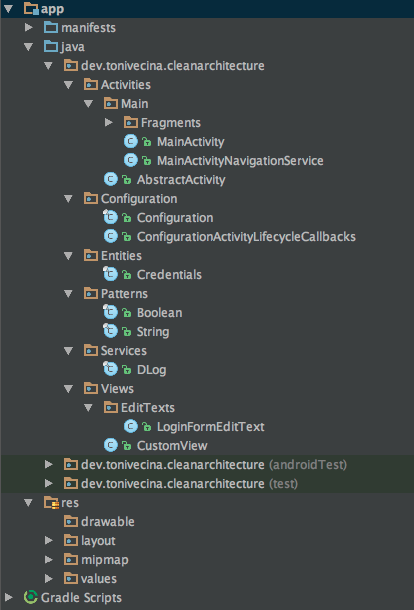 app
manifests
java
dev.tonivecina.cleanarchitecture
Activities
Main
Fragments
MainActivity
MainActivityNavigationService
AbstractActivity
Configuration
Configuration
ConfigurationActivityLifecycleCallbacks
Entities
Credentials
Patterns
Boolean
String
Services
DLog
Views
EditTexts
LoginFormEditText
CustomView
dev.tonivecina.cleanarchitecture (androidTest)
dev.tonivecina.cleanarchitecture (test)
res
drawable
layout
mipmap
values
Gradle Scripts